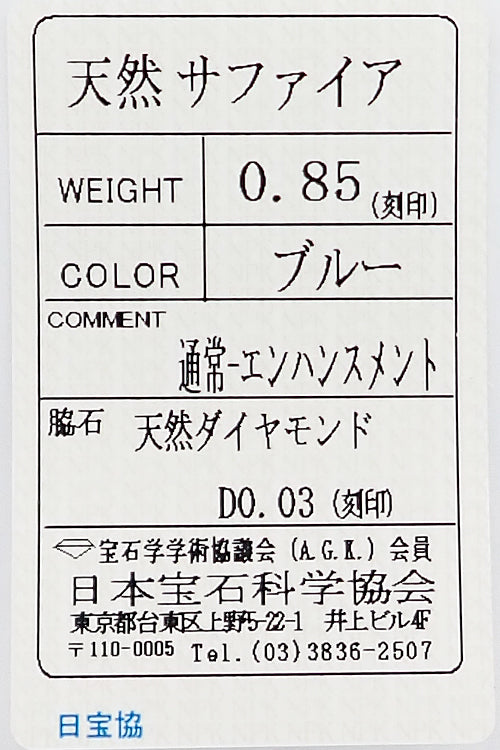 天然 サファイア
WEIGHT 0.85 (刻印)
COLOR ブルー
COMMENT
通常-エンハンスメント
脇石 天然ダイヤモンド
D0.03 (刻印)
宝石学学術協議会 (A.G.K.) 会員
日本宝石科学協会
東京都台東区上野5-22-1 井上ビル4F
〒110-0005 Tel.(03)3836-2507
日宝協